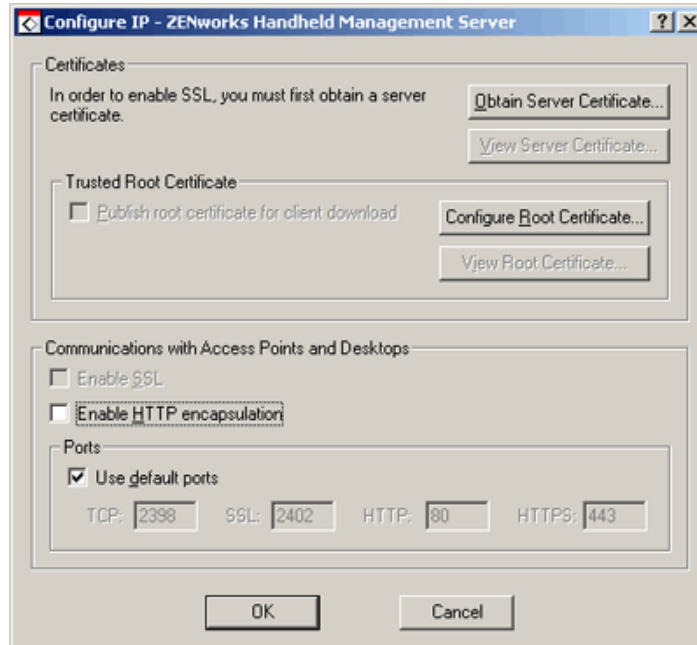 Configure IP - ZENworks Handheld Management Server
Certificates
In order to enable SSL, you must first obtain a server
certificate.
Obtain Server Certificate...
View Server Certificate...
Trusted Root Certificate
Publish root certificate for client download
Configure Root Certificate...
View Root Certificate...
Communications with Access Points and Desktops
Enable SSL
Enable HTTP encapsulation
Ports
Use default ports
TCP: 2398 SSL: 2402 HTTP: 80 HTTPS: 443
OK Cancel